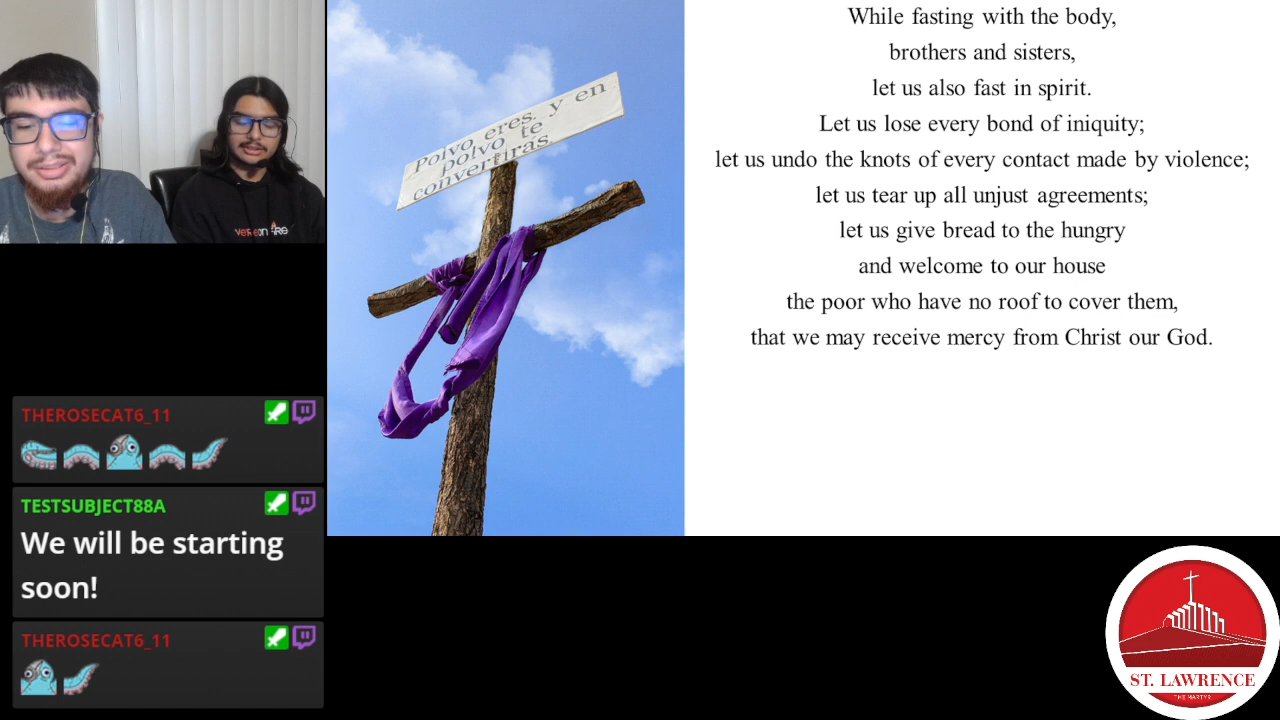 While fasting with the body,
brothers and sisters,
let us also fast in spirit.
Let us lose every bond of iniquity;
let us undo the knots of every contact made by violence;
let us tear up all unjust agreements;
let us give bread to the hungry
and welcome to our house
the poor who have no roof to cover them,
that we may receive mercy from Christ our God.
Polvo eres, y en
polvo te
convertiras
THEROSECAT6_11
TESTSUBJECT88A
We will be starting
soon!
THEROSECAT6_11
ST. LAWRENCE
THE MARTYR